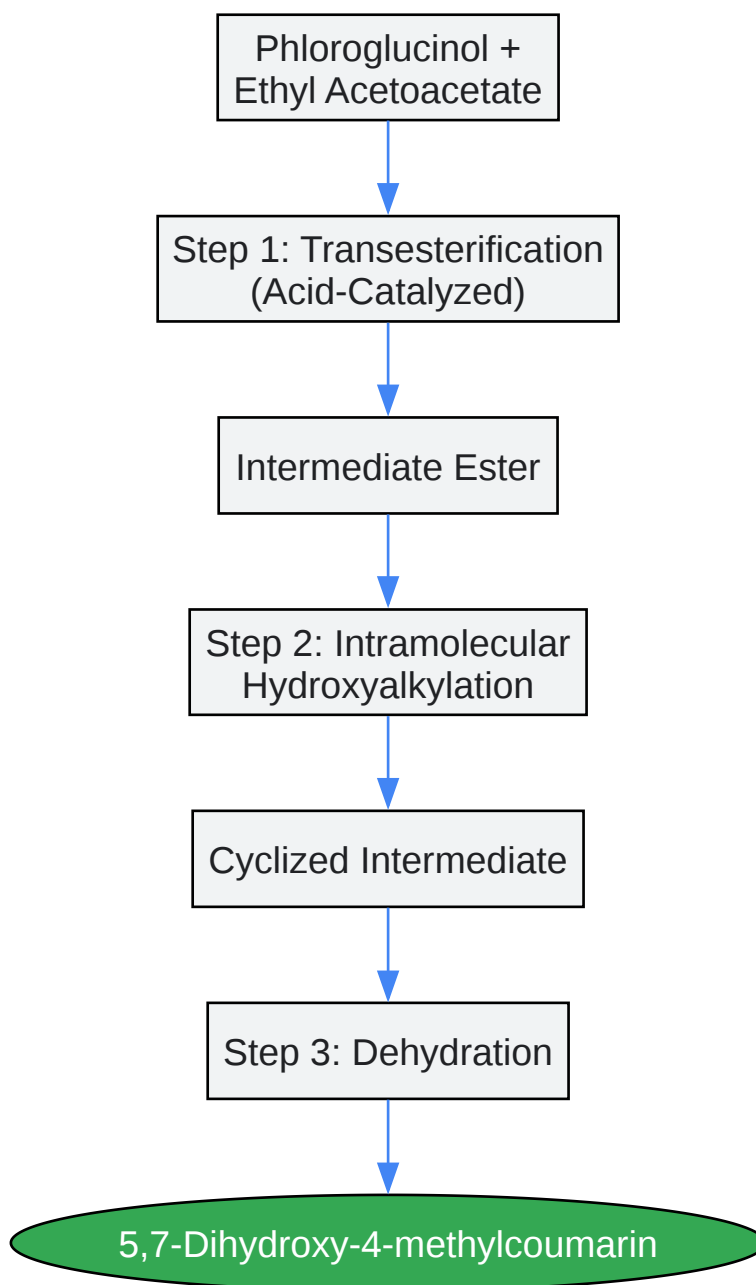 Phloroglucinol +
Ethyl Acetoacetate
Step 1: Transesterification
(Acid-Catalyzed)
Intermediate Ester
Step 2: Intramolecular
Hydroxyalkylation
Cyclized Intermediate
Step 3: Dehydration
5,7-Dihydroxy-4-methylcoumarin